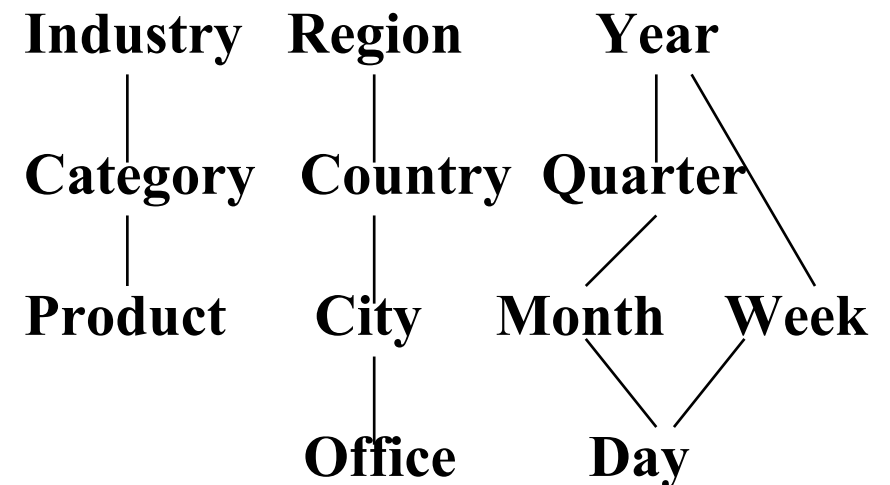 Industry Region Year
Category Country Quarter
Product City Month Week
Office Day